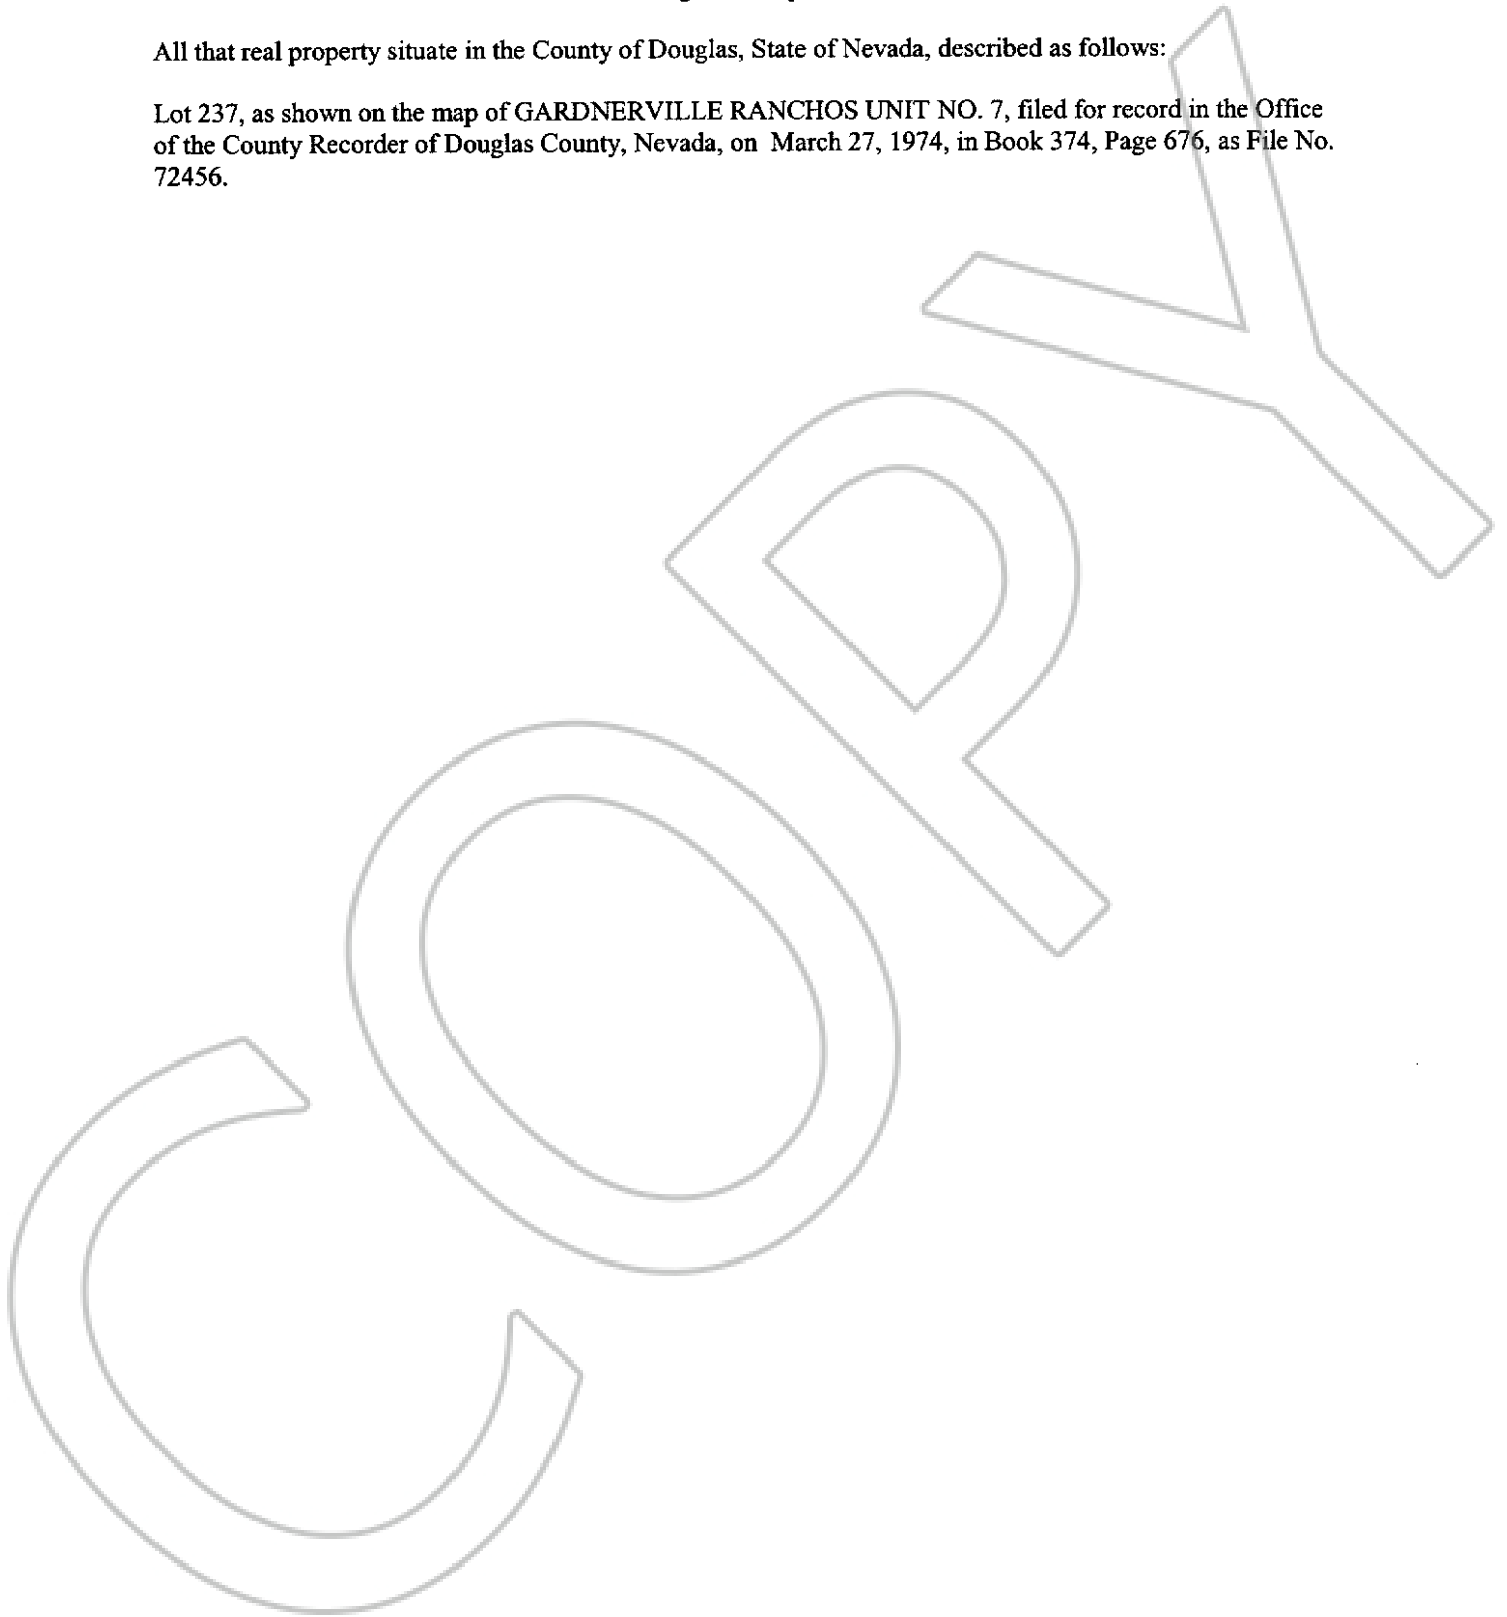 All that real property situate in the County of Douglas, State of Nevada, described as follows:
Lot 237, as shown on the map of GARDNERVILLE RANCHOS UNIT NO. 7, filed for record in the Office
of the County Recorder of Douglas County, Nevada, on March 27, 1974, in Book 374, Page 676, as File No.
72456.
COPY